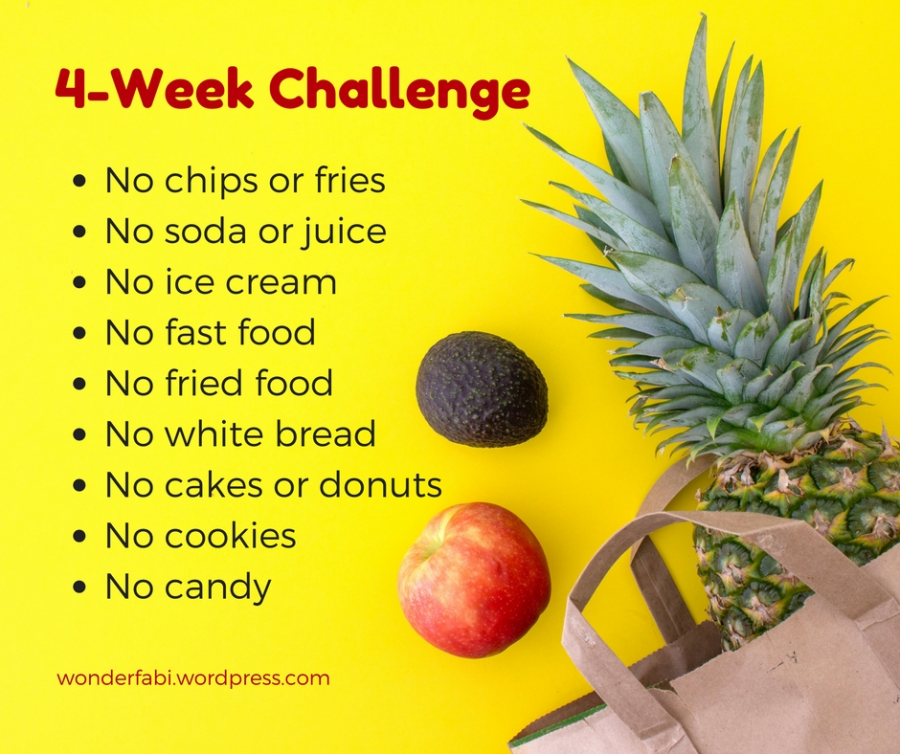 4-Week Challenge
• No chips or fries
• No soda or juice
• No ice cream
• No fast food
• No fried food
• No white bread
• No cakes or donuts
• No cookies
• No candy
wonderfabi.wordpress.com